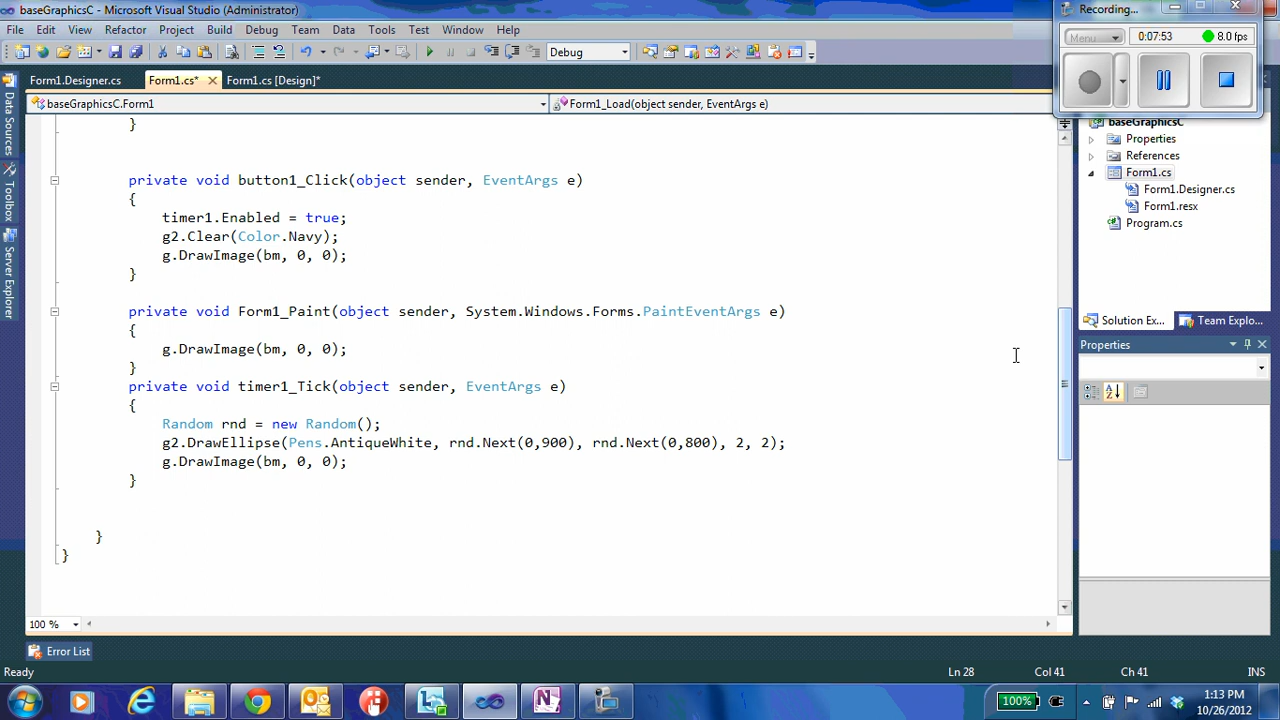 baseGraphicsC - Microsoft Visual Studio (Administrator)
Recording...
File Edit View Refactor Project Build Debug Team Data Tools Test Window Help
Menu 0:07:53 8.0 fps
Debug
Form1.Designer.cs Form1.cs* Form1.cs [Design]*
baseGraphicsC.Form1 Form1_Load(object sender, EventArgs e)
Data Sources
Toolbox
Server Explorer
}
private void button1_Click(object sender, EventArgs e)
{
timer1.Enabled = true;
g2.Clear(Color.Navy);
g.DrawImage(bm, 0, 0);
}
private void Form1_Paint(object sender, System.Windows.Forms.PaintEventArgs e)
{
g.DrawImage(bm, 0, 0);
}
private void timer1_Tick(object sender, EventArgs e)
{
Random rnd = new Random();
g2.DrawEllipse(Pens.AntiqueWhite, rnd.Next(0,900), rnd.Next(0,800), 2, 2);
g.DrawImage(bm, 0, 0);
}
}
}
baseGraphicsC
Properties
References
Form1.cs
Form1.Designer.cs
Form1.resx
Program.cs
Solution Ex... Team Explo...
Properties
100 %
Error List
Ready Ln 28 Col 41 Ch 41 INS
100% 1:13 PM
10/26/2012